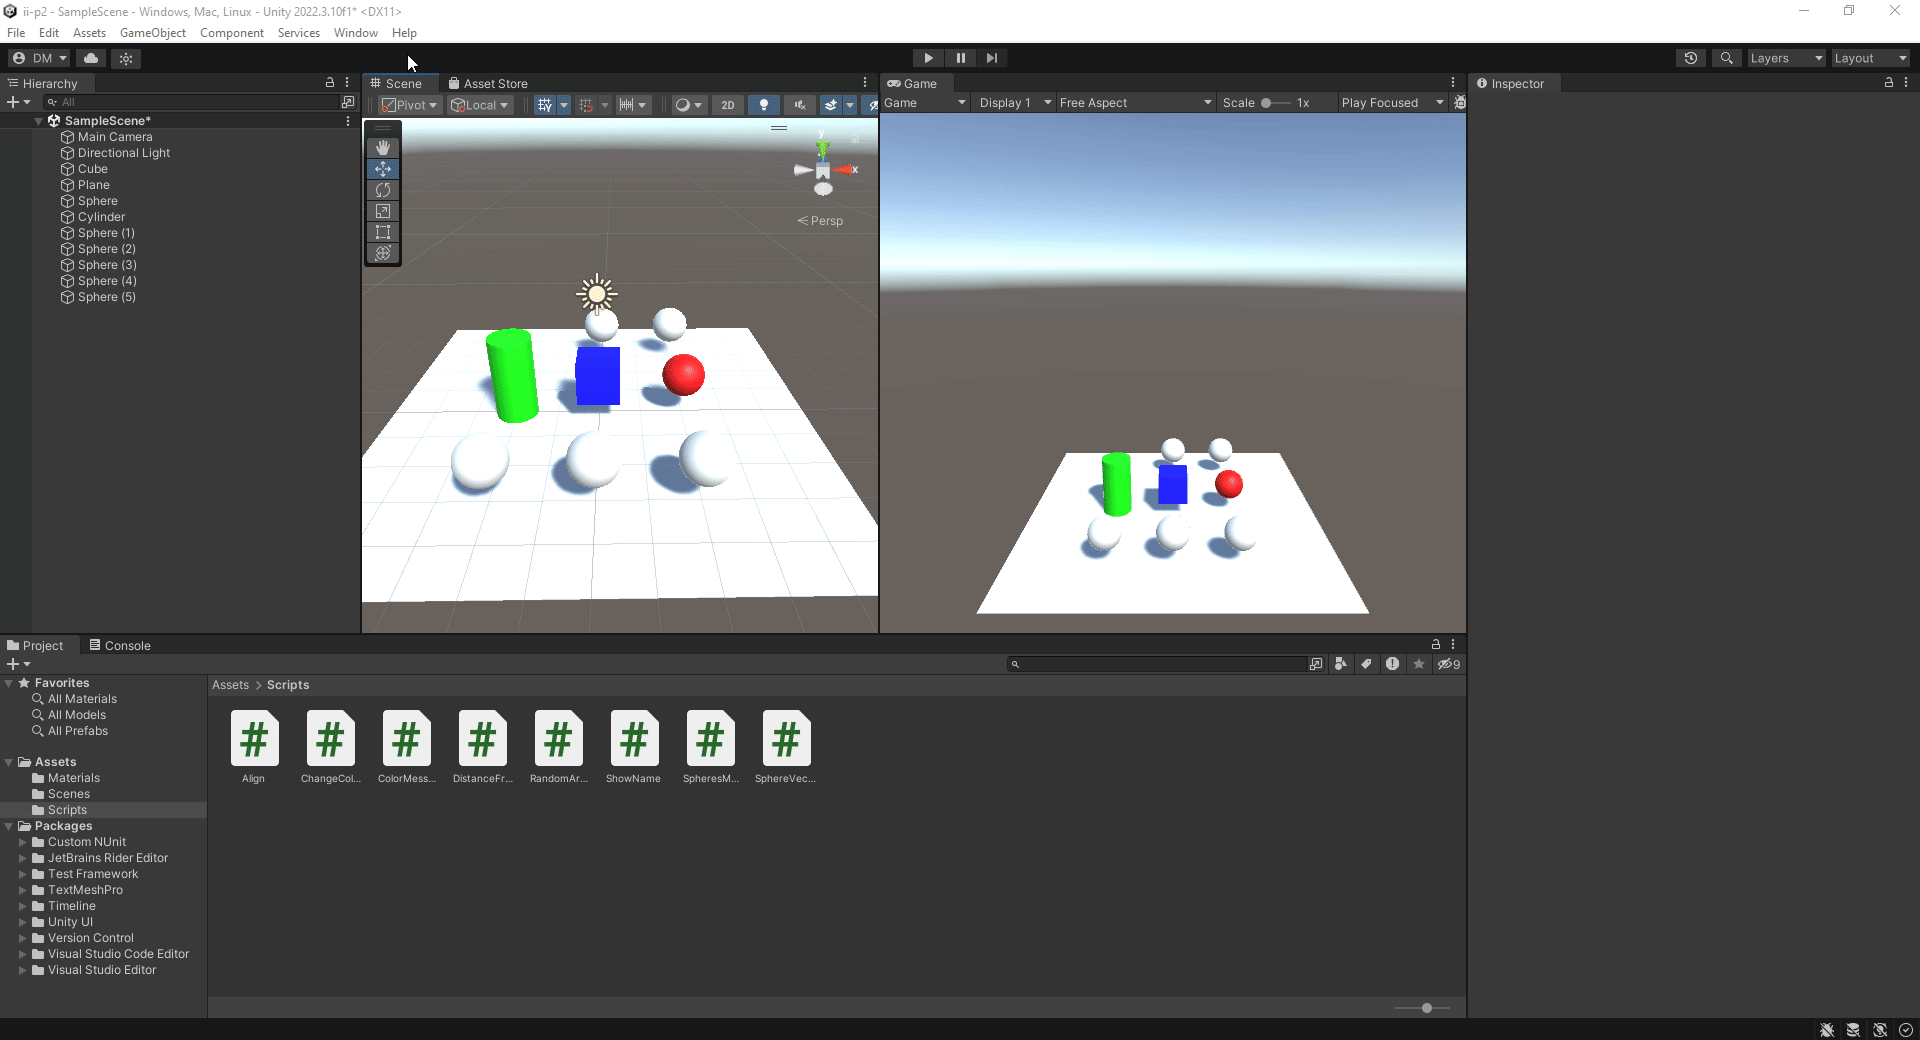 ii-p2 - SampleScene - Windows, Mac, Linux - Unity 2022.3.10f1* <DX11>
File Edit Assets GameObject Component Services Window Help
DM
Layers
Layout
Hierarchy
All
SampleScene*
Main Camera
Directional Light
Cube
Plane
Sphere
Cylinder
Sphere (1)
Sphere (2)
Sphere (3)
Sphere (4)
Sphere (5)
Scene
Asset Store
Pivot
Local
2D
y
x
Persp
Game
Game
Display 1
Free Aspect
Scale
1x
Play Focused
Inspector
Project
Console
9
Favorites
All Materials
All Models
All Prefabs
Assets
Materials
Scenes
Scripts
Packages
Custom NUnit
JetBrains Rider Editor
Test Framework
TextMeshPro
Timeline
Unity UI
Version Control
Visual Studio Code Editor
Visual Studio Editor
Assets > Scripts
Align
ChangeCol...
ColorMess...
DistanceFr...
RandomAr...
ShowName
SpheresM...
SphereVec...